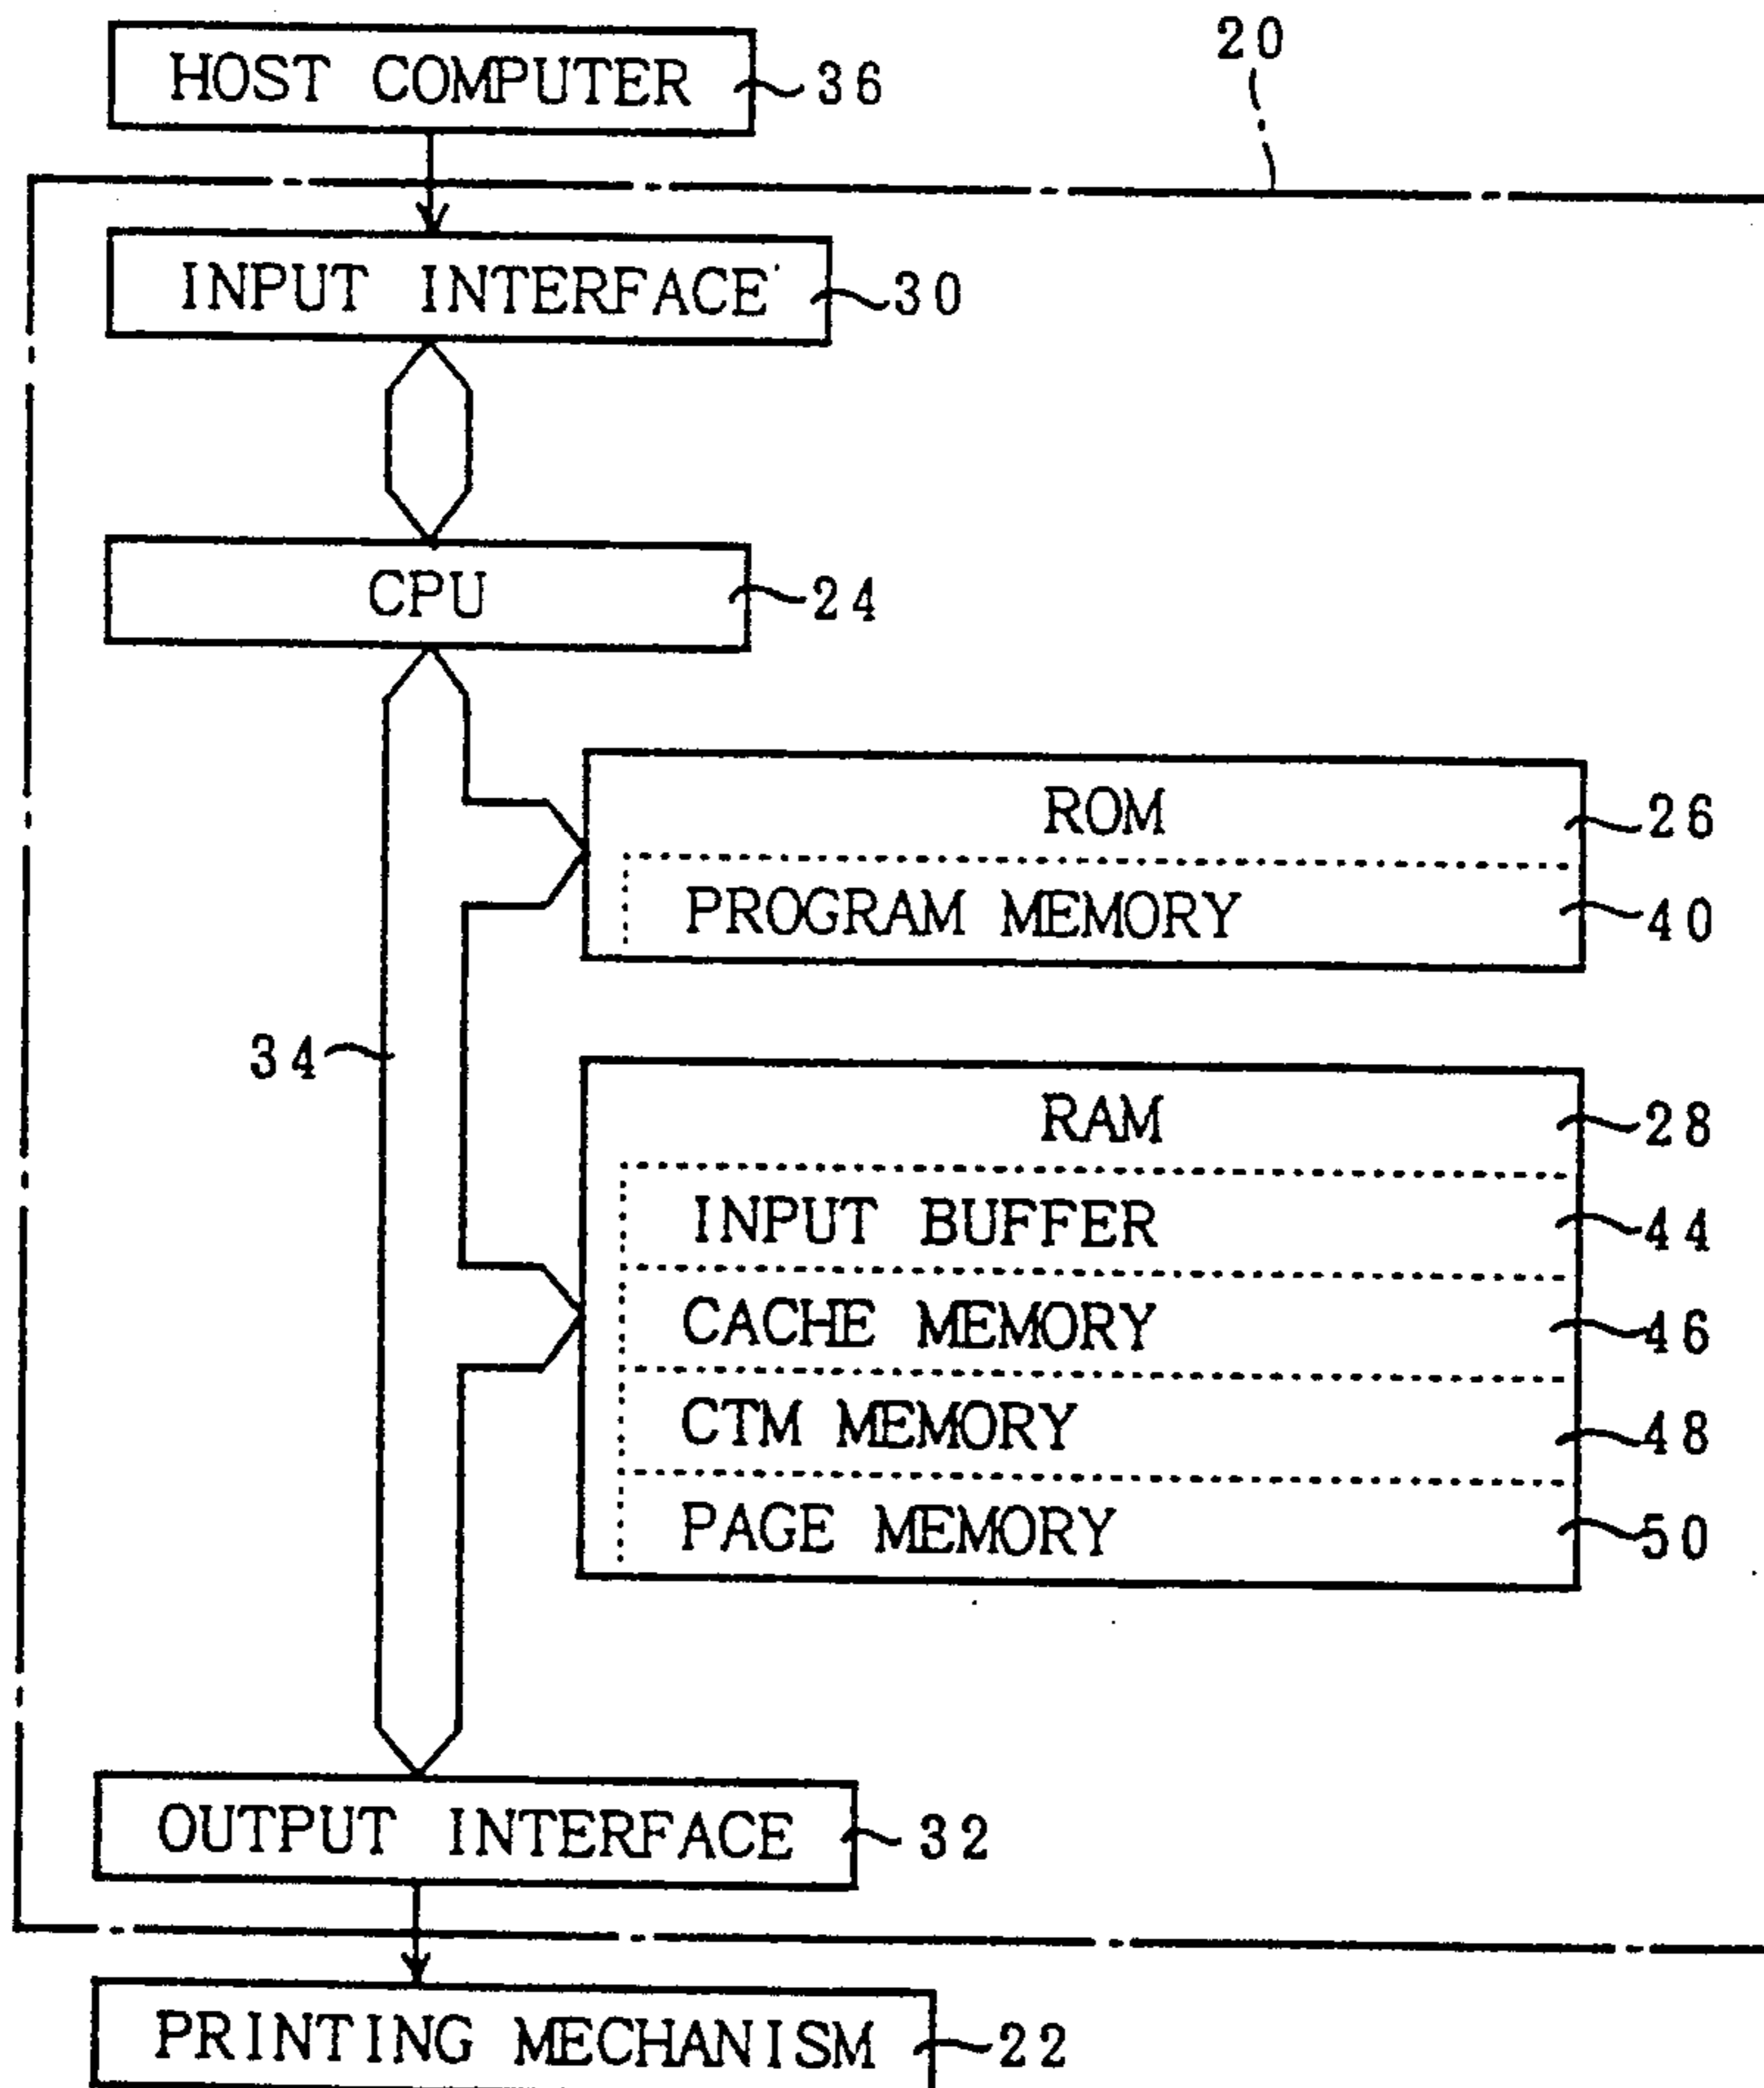 20
HOST COMPUTER 36
INPUT INTERFACE 30
CPU 24
ROM 26
PROGRAM MEMORY 40
34
RAM 28
INPUT BUFFER 44
CACHE MEMORY 46
CTM MEMORY 48
PAGE MEMORY 50
OUTPUT INTERFACE 32
PRINTING MECHANISM 22